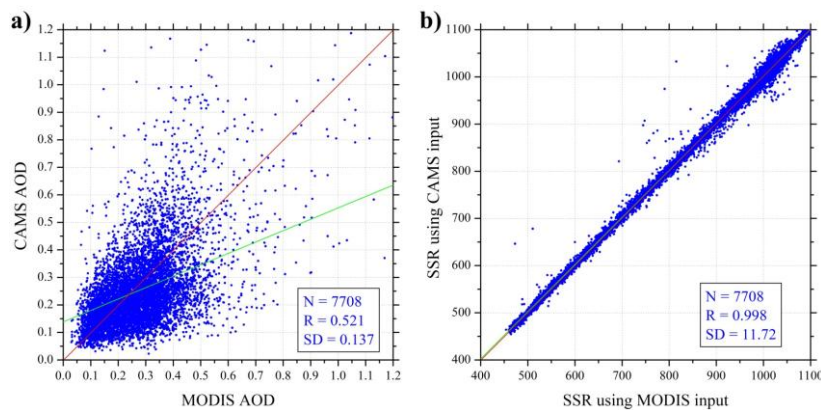 a)
CAMS AOD
1.2
1.1
1.0
0.9
0.8
0.7
0.6
0.5
0.4
0.3
0.2
0.1
0.0
N = 7708
R = 0.521
SD = 0.137
0.0 0.1 0.2 0.3 0.4 0.5 0.6 0.7 0.8 0.9 1.0 1.1 1.2
MODIS AOD
b)
SSR using CAMS input
1100
1000
900
800
700
600
500
400
N = 7708
R = 0.998
SD = 11.72
400 500 600 700 800 900 1000 1100
SSR using MODIS input